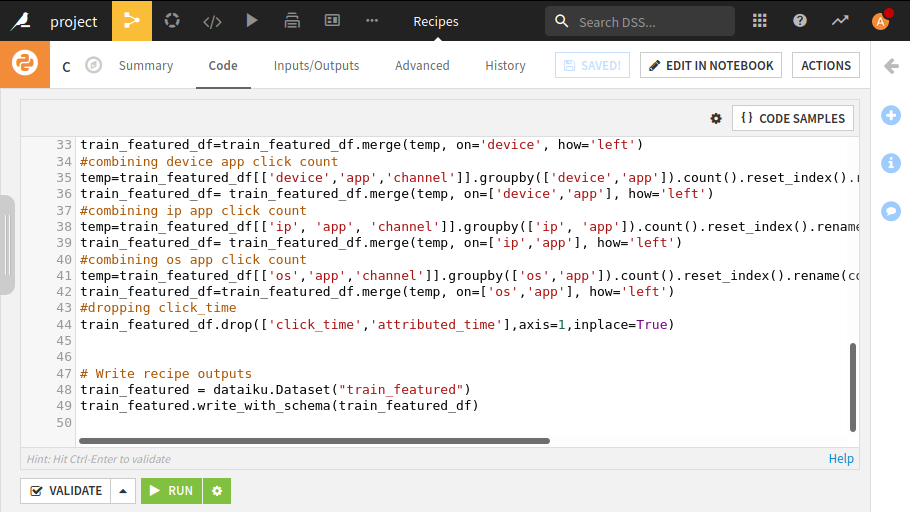 project
Recipes
Search DSS...
A
C
Summary
Code
Inputs/Outputs
Advanced
History
SAVED!
EDIT IN NOTEBOOK
ACTIONS
{ } CODE SAMPLES
33 train_featured_df=train_featured_df.merge(temp, on='device', how='left')
34 #combining device app click count
35 temp=train_featured_df[['device','app','channel']].groupby(['device','app']).count().reset_index().r
36 train_featured_df= train_featured_df.merge(temp, on=['device','app'], how='left')
37 #combining ip app click count
38 temp=train_featured_df[['ip', 'app', 'channel']].groupby(['ip', 'app']).count().reset_index().rename
39 train_featured_df= train_featured_df.merge(temp, on=['ip','app'], how='left')
40 #combining os app click count
41 temp=train_featured_df[['os','app','channel']].groupby(['os','app']).count().reset_index().rename(co
42 train_featured_df=train_featured_df.merge(temp, on=['os','app'], how='left')
43 #dropping click_time
44 train_featured_df.drop(['click_time','attributed_time'],axis=1,inplace=True)
45
46
47 # Write recipe outputs
48 train_featured = dataiku.Dataset("train_featured")
49 train_featured.write_with_schema(train_featured_df)
50
Hint: Hit Ctrl-Enter to validate
Help
VALIDATE
RUN